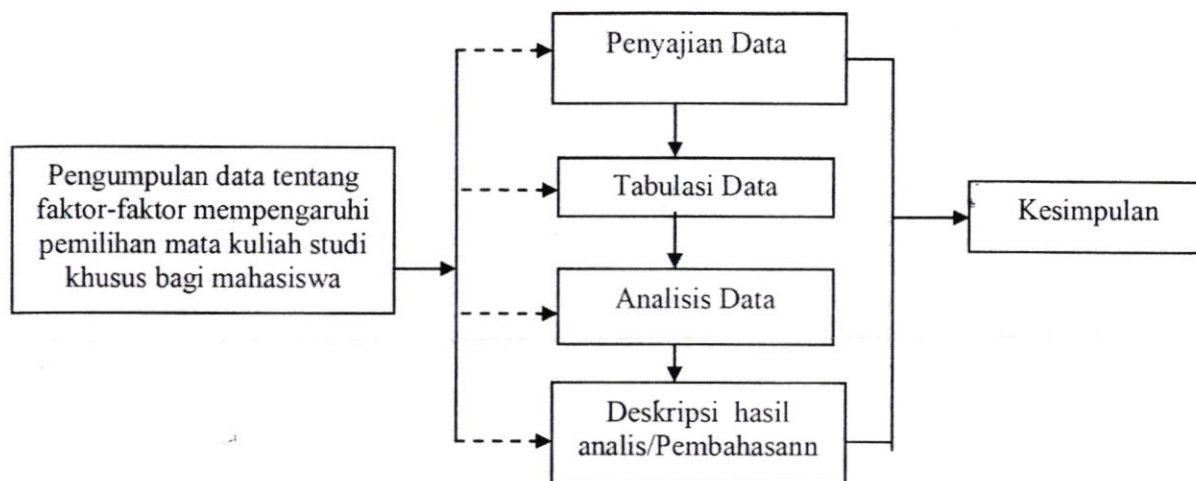 Pengumpulan data tentang
faktor-faktor mempengaruhi
pemilihan mata kuliah studi
khusus bagi mahasiswa
Penyajian Data
Tabulasi Data
Analisis Data
Deskripsi hasil
analis/Pembahasann
Kesimpulan